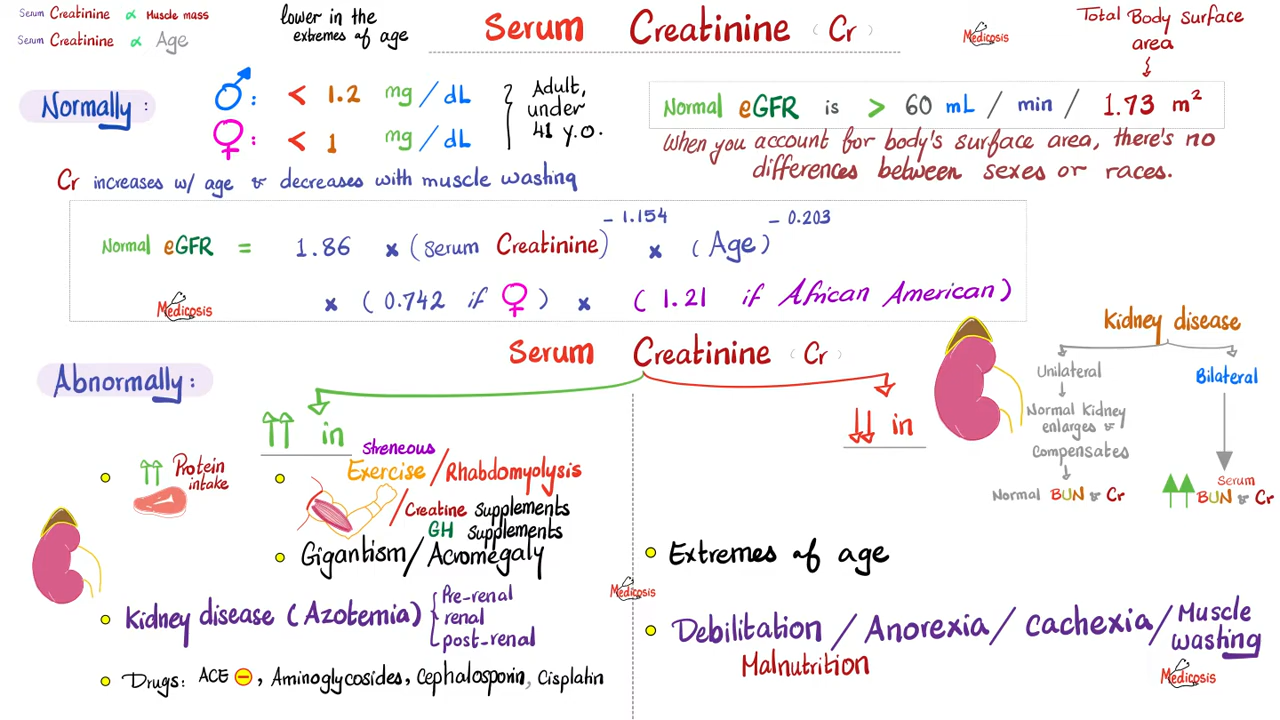 Serum Creatinine α Muscle mass
Serum Creatinine α Age
lower in the
extremes of age
Serum Creatinine (Cr)
Medicosis
Total Body surface
area
Normally:
♂: < 1.2 mg/dL
♀: < 1 mg/dL
Adult,
under
41 y.o.
Normal eGFR is > 60 mL / min / 1.73 m²
When you account for body's surface area, there's no
differences between sexes or races.
Cr increases w/ age & decreases with muscle wasting
Normal eGFR = 1.86 × (serum Creatinine)^-1.154 × (Age)^-0.203
× (0.742 if ♀) × (1.21 if African American)
Medicosis
Serum Creatinine (Cr)
Abnormally:
↑↑ in
↓↓ in
Kidney disease
Unilateral
Normal Kidney
enlarges &
Compensates
Normal BUN & Cr
Bilateral
Serum
BUN & Cr
• ↑↑ Protein
intake
• Streneous
Exercise / Rhabdomyolysis
/ Creatine Supplements
GH Supplements
• Gigantism / Acromegaly
• Kidney disease (Azotemia) { Pre-renal
renal
post-renal
• Drugs: ACE ⊖, Aminoglycosides, Cephalosporin, Cisplatin
Medicosis
• Extremes of age
• Debilitation / Anorexia / Cachexia / Muscle
wasting
Malnutrition
Medicosis